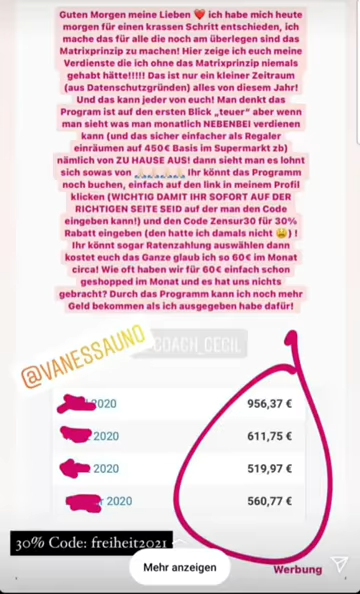 Guten Morgen meine Lieben ❤️ ich habe mich heute
morgen für einen krassen Schritt entschieden, ich
mache das für alle die noch am überlegen sind das
Matrixprinzip zu machen! Hier zeige ich euch meine
Verdienste die ich ohne das Matrixprinzip niemals
gehabt hätte!!!!! Das ist nur ein kleiner Zeitraum
(aus Datenschutzgründen) alles von diesem Jahr!
Und das kann jeder von euch! Man denkt das
Program ist auf den ersten Blick „teuer“ aber wenn
man sieht was man monatlich NEBENBEI verdienen
kann (und das sicher einfacher als Regaler
einräumen auf 450€ Basis im Supermarkt zb)
nämlich von ZU HAUSE AUS! dann sieht man es lohnt
sich sowas von 🙏🏻🙏🏻🙏🏻🙏🏻🙏🏻 Ihr könnt das Programm
noch buchen, einfach auf den link in meinem Profil
klicken (WICHTIG DAMIT IHR SOFORT AUF DER
RICHTIGEN SEITE SEID auf der man den Code
eingeben kann!) und den Code Zensur30 für 30%
Rabatt eingeben (den hatte ich damals nicht 😫) !
Ihr könnt sogar Ratenzahlung auswählen dann
kostet euch das Ganze glaub ich so 60€ im Monat
circa! Wie oft haben wir für 60€ einfach schon
geshopped im Monat und es hat uns nichts
gebracht? Durch das Programm kann ich noch mehr
Geld bekommen als ich ausgegeben habe dafür!
@VANESSAUNO
COACH_CECIL
2020 956,37 €
2020 611,75 €
2020 519,97 €
2020 560,77 €
30% Code: freiheit2021
Mehr anzeigen
Werbung